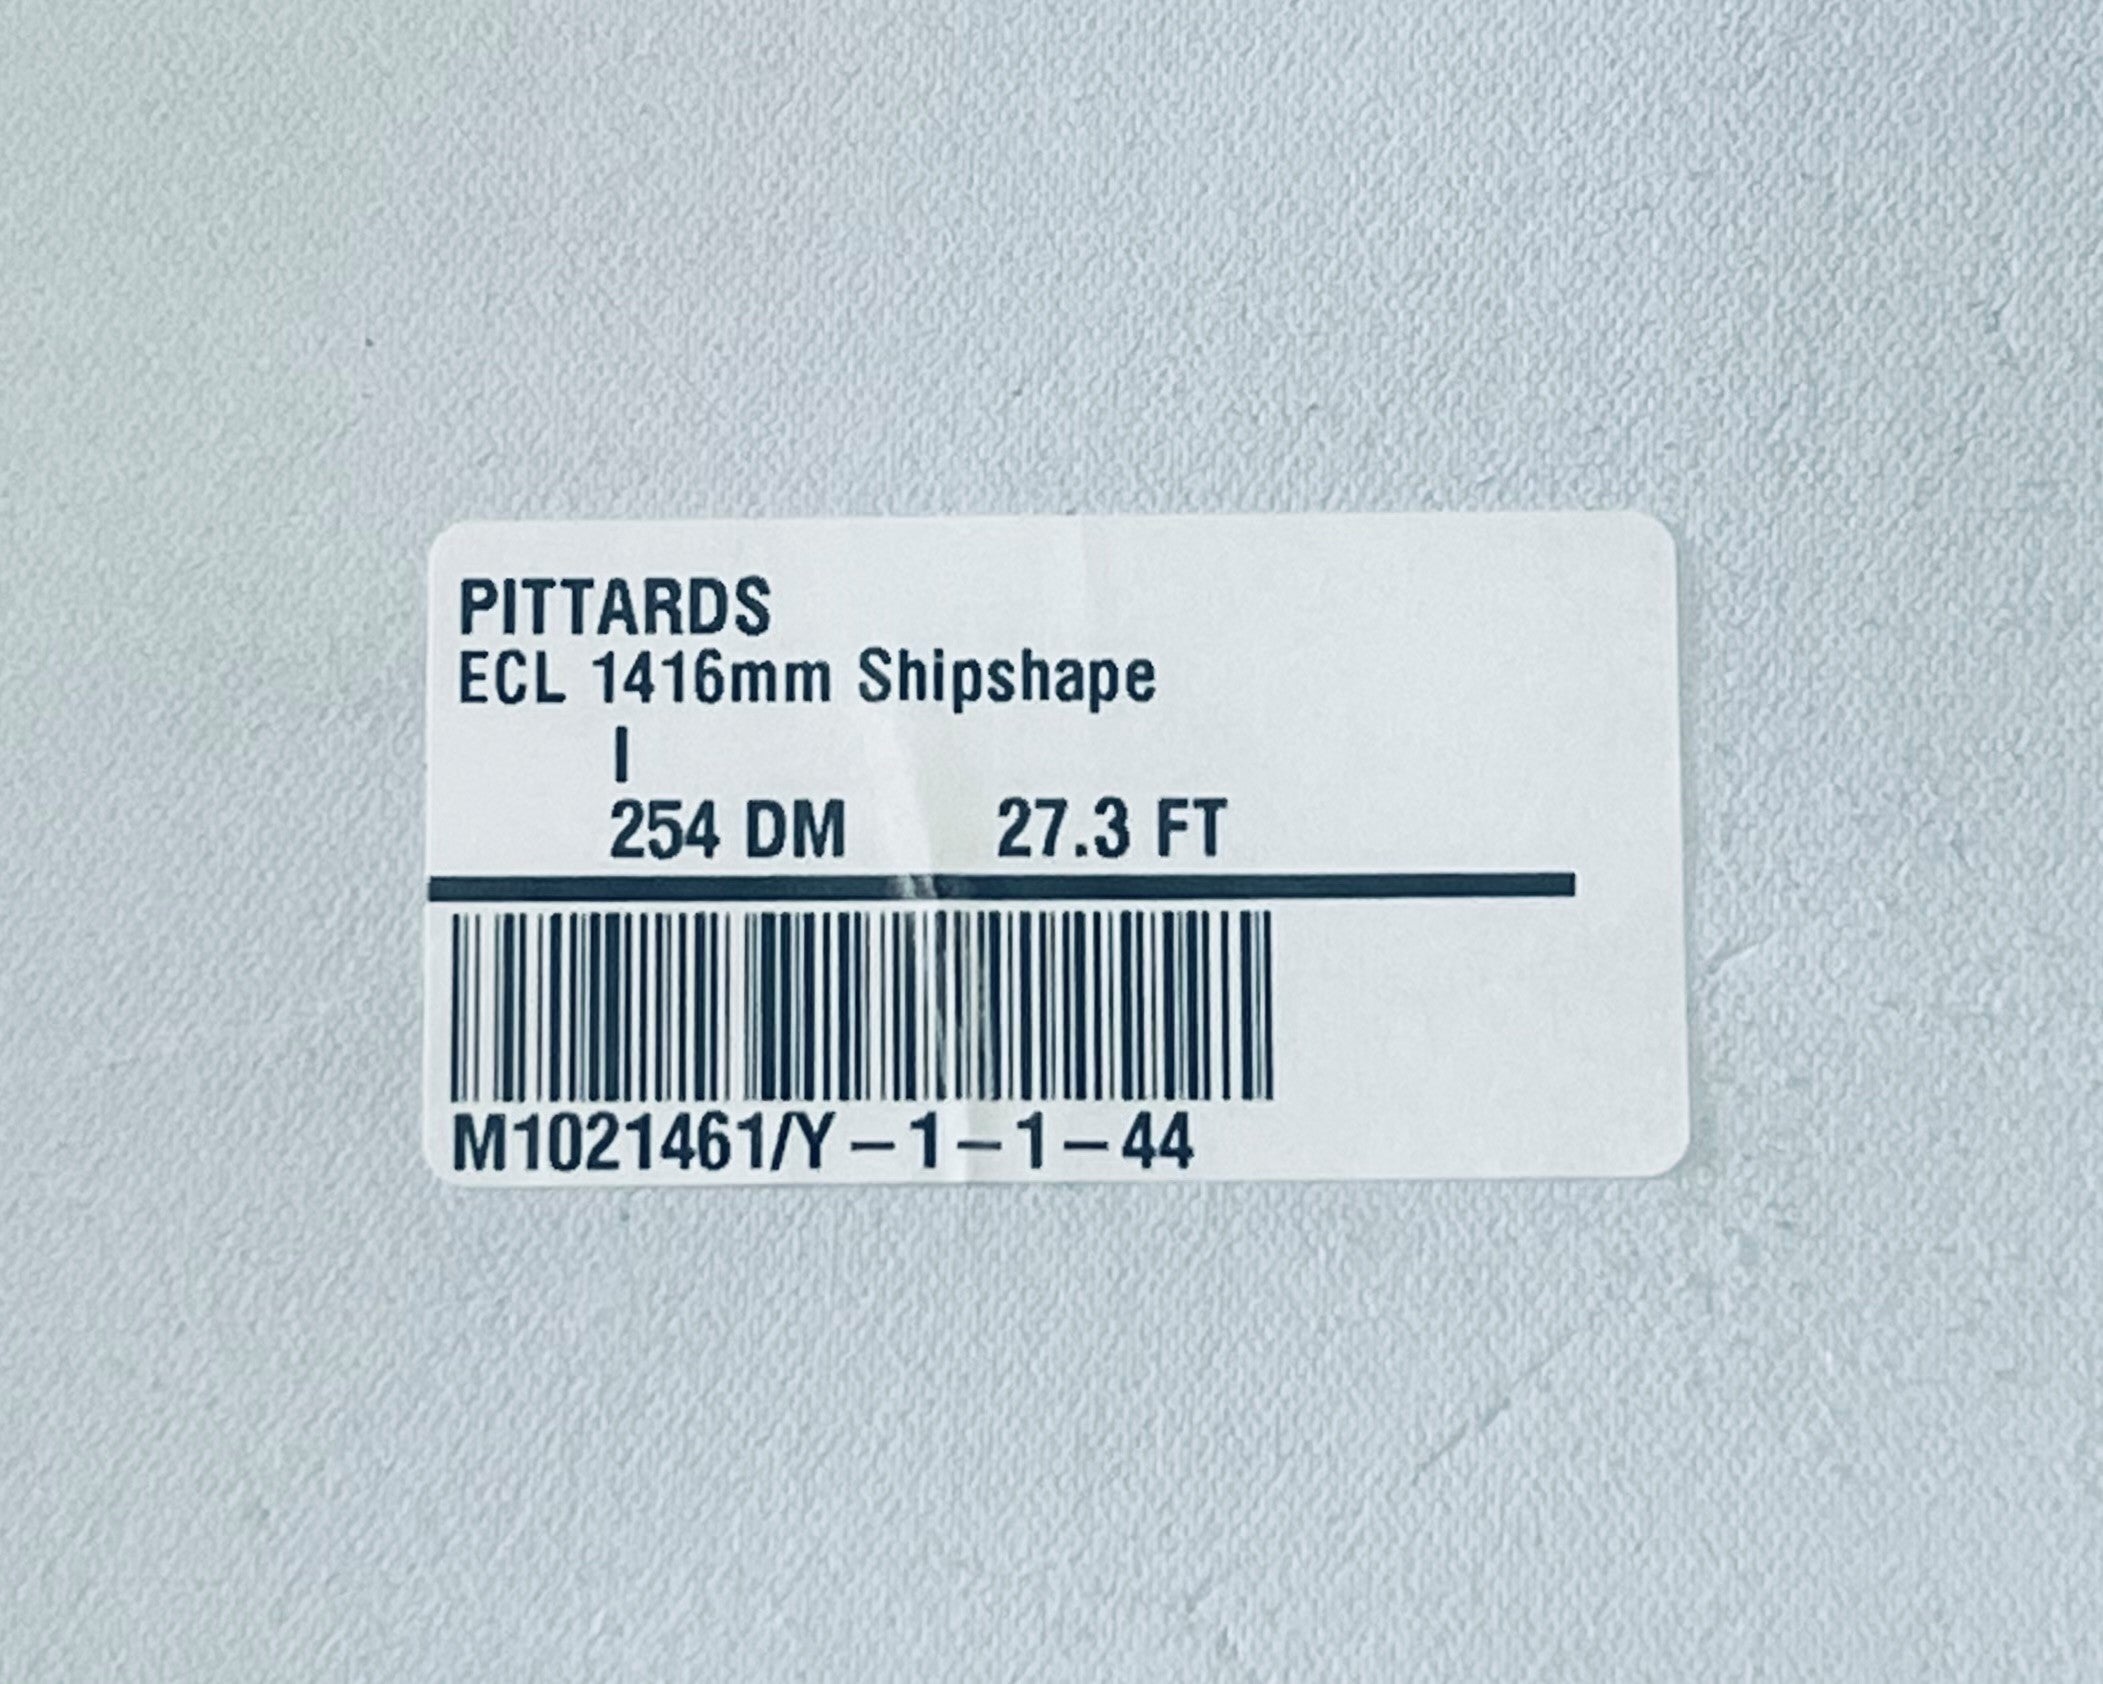 PITTARDS
ECL 1416mm Shipshape
I
254 DM 27.3 FT
M1021461/Y-1-1-44